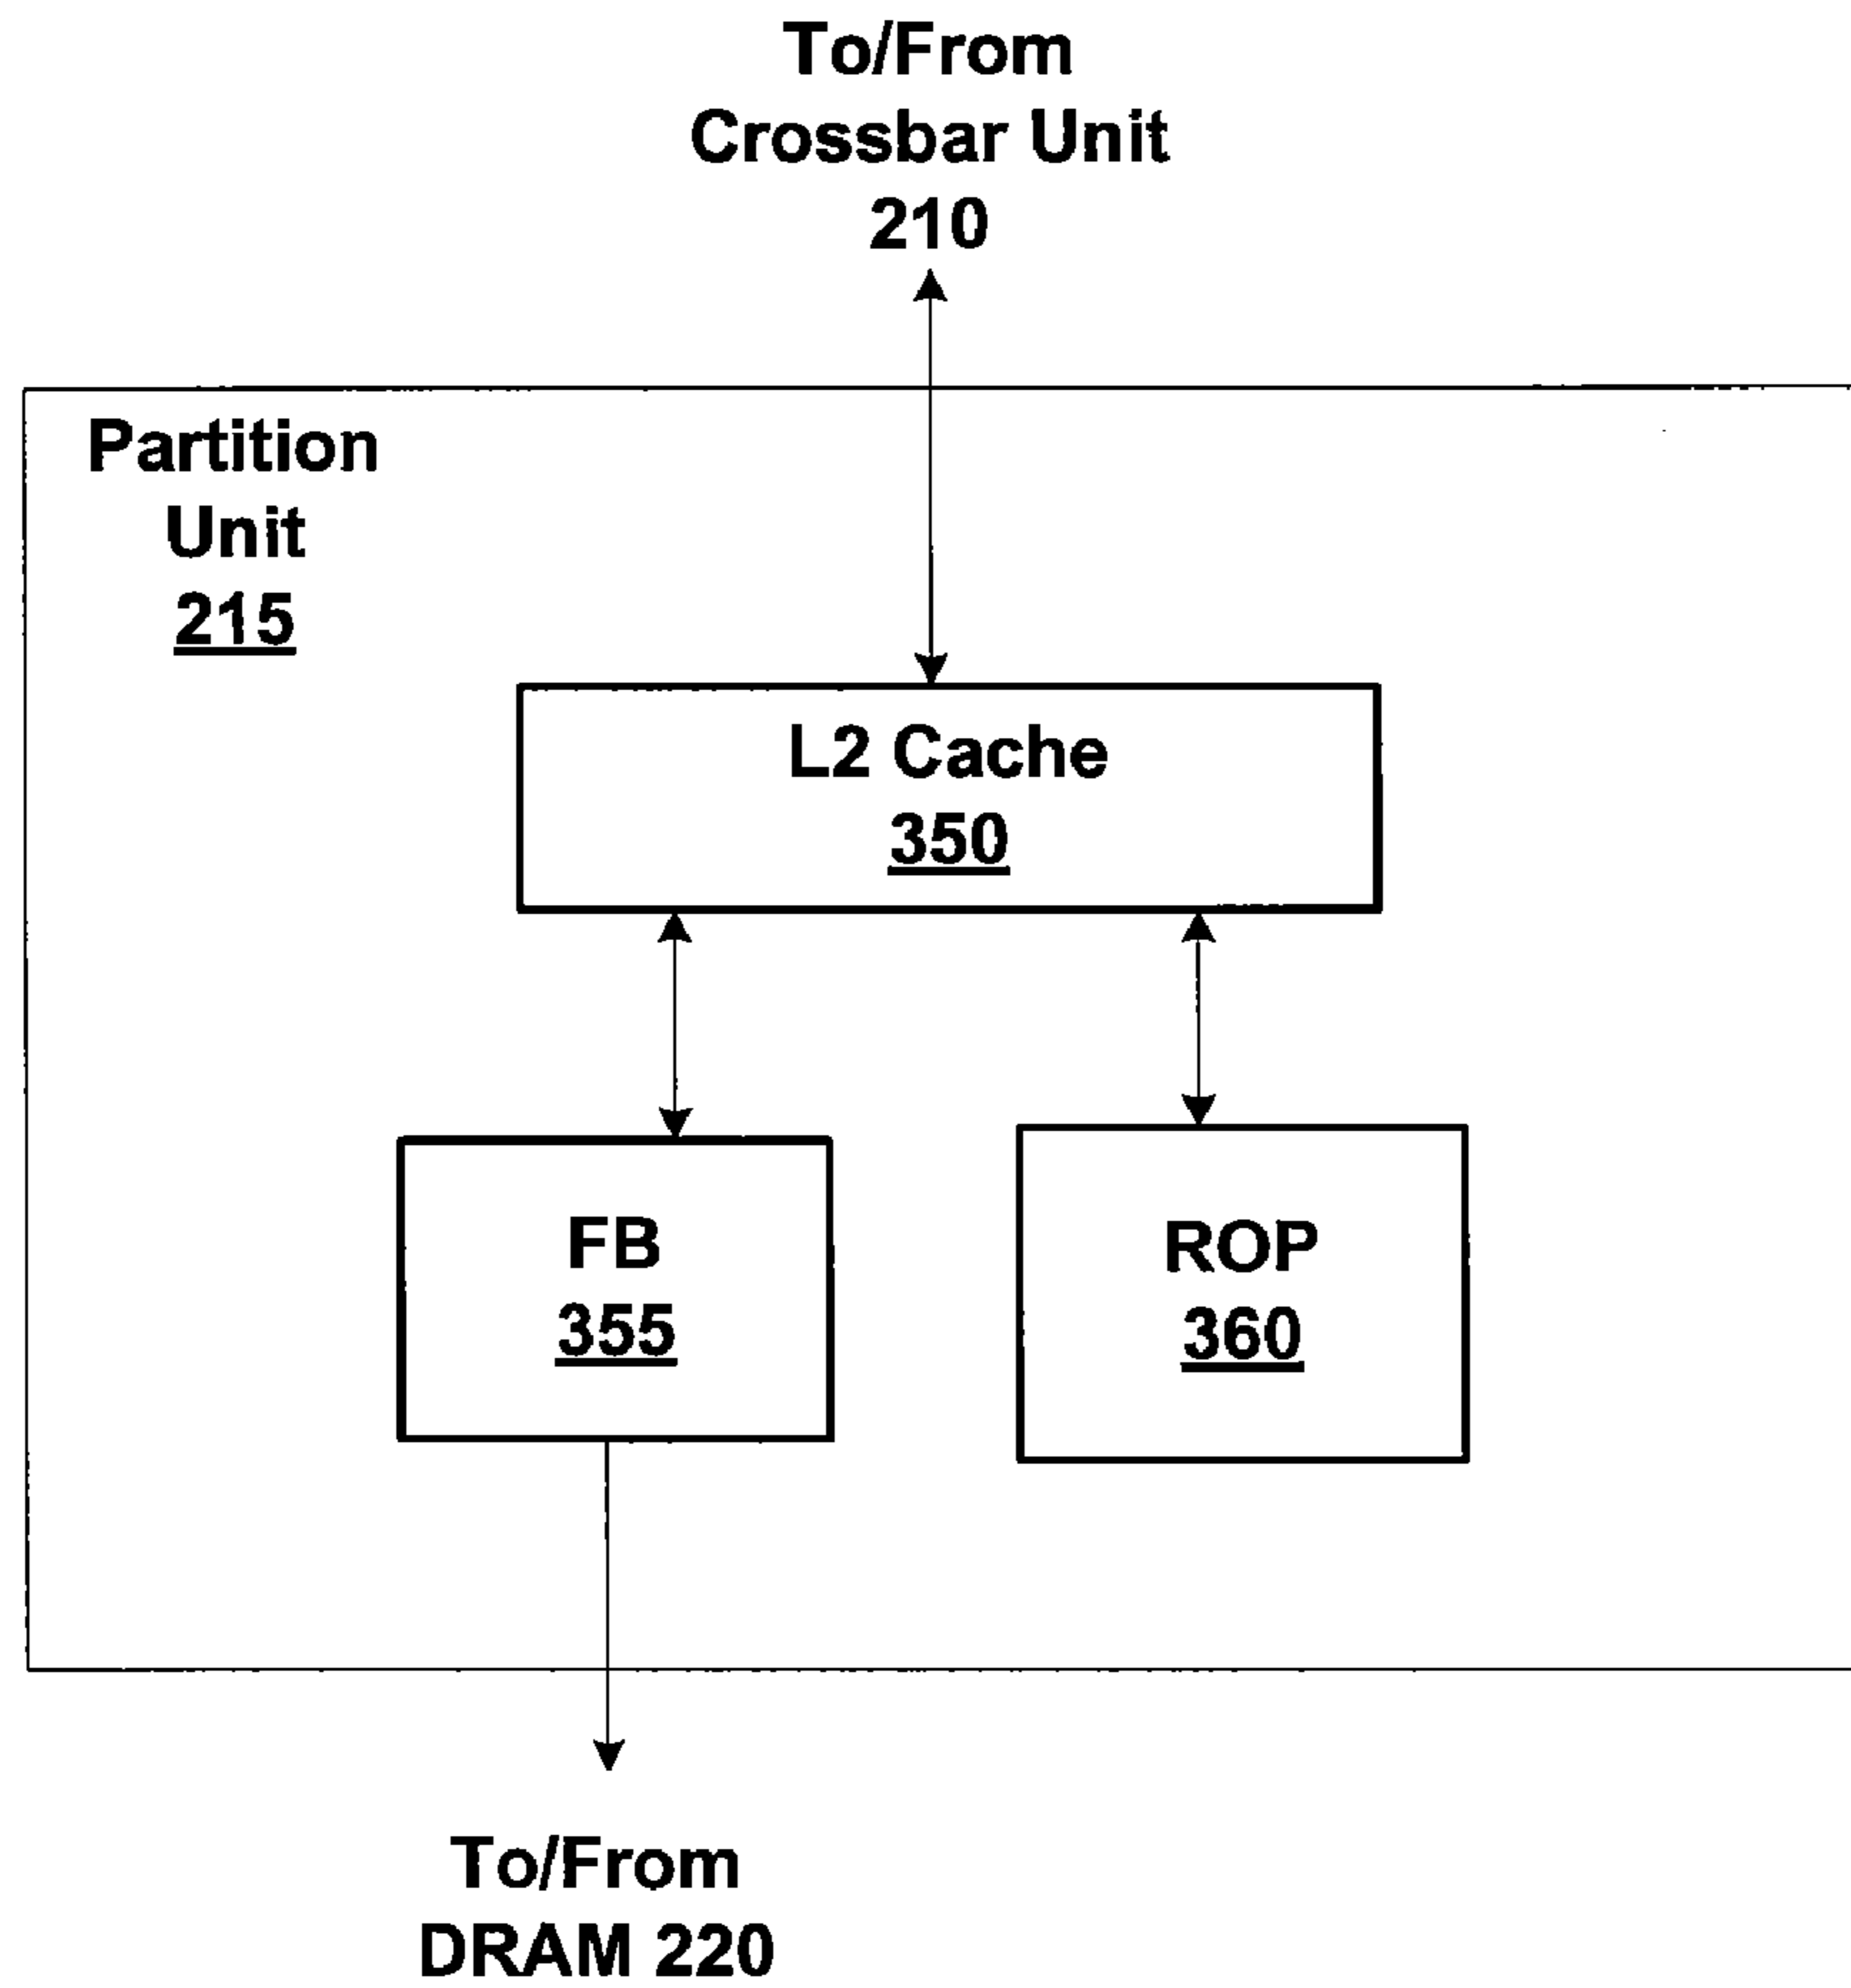 To/From
Crossbar Unit
210
Partition
Unit
215
L2 Cache
350
FB
355
ROP
360
To/From
DRAM 220